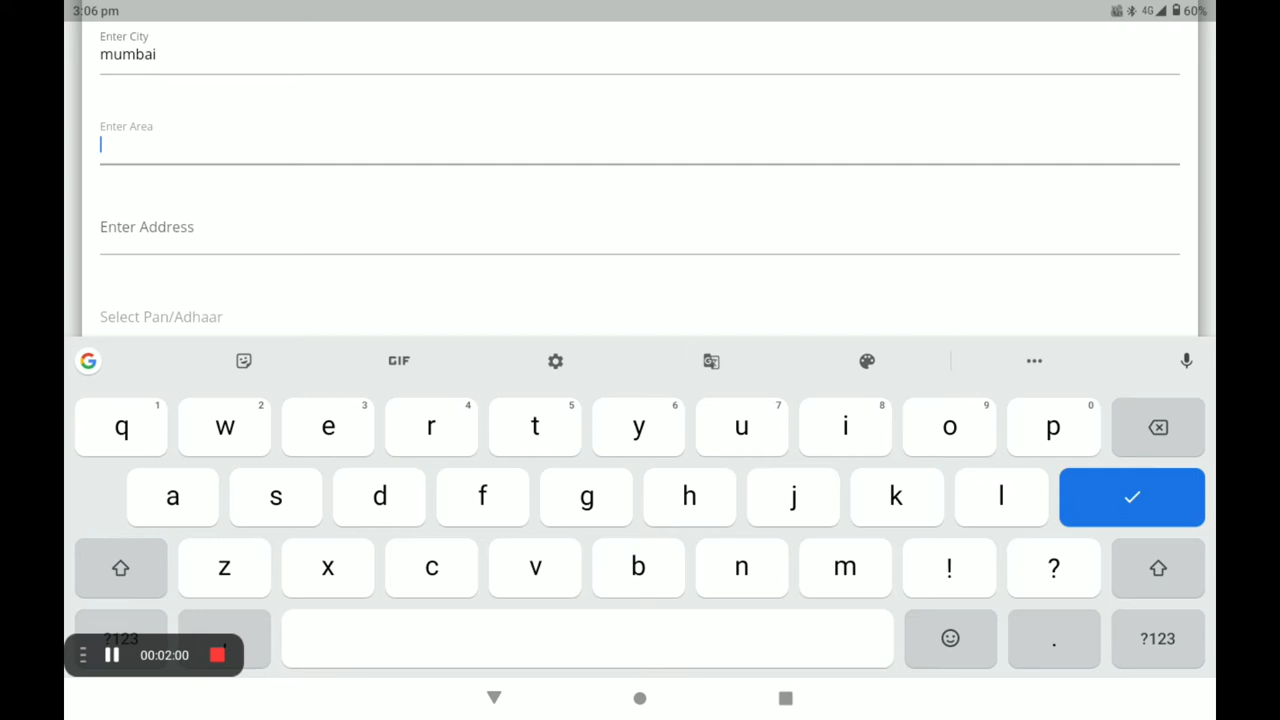 3:06 pm
4G 60%
Enter City
mumbai
Enter Area
Enter Address
Select Pan/Adhaar
GIF
q 1 w 2 e 3 r 4 t 5 y 6 u 7 i 8 o 9 p 0
a s d f g h j k l
z x c v b n m ! ?
?123 , . ?123
00:02:00